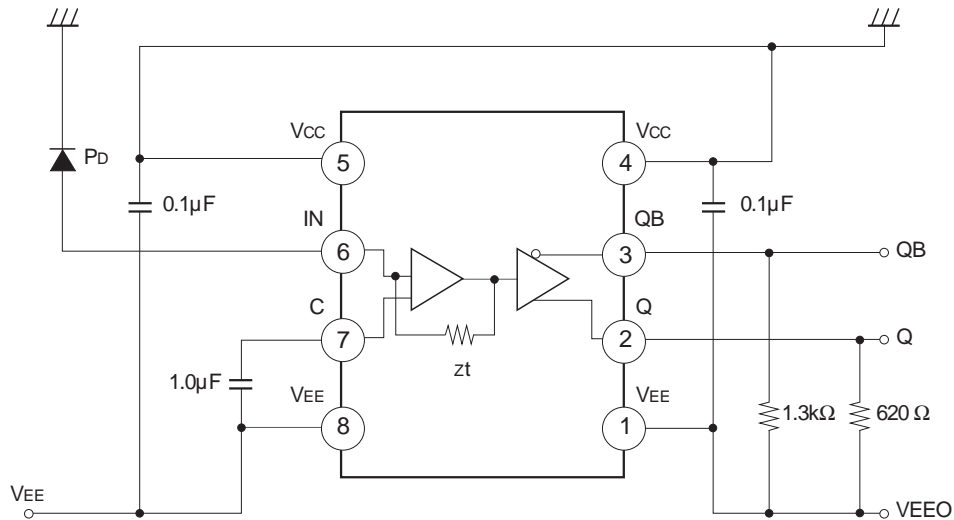 VCC
VCC
5
4
PD
0.1µF
0.1µF
IN
QB
6
3
QB
C
Q
7
2
Q
zt
1.0µF
VEE
VEE
8
1
1.3kΩ
620 Ω
VEE
VEEO